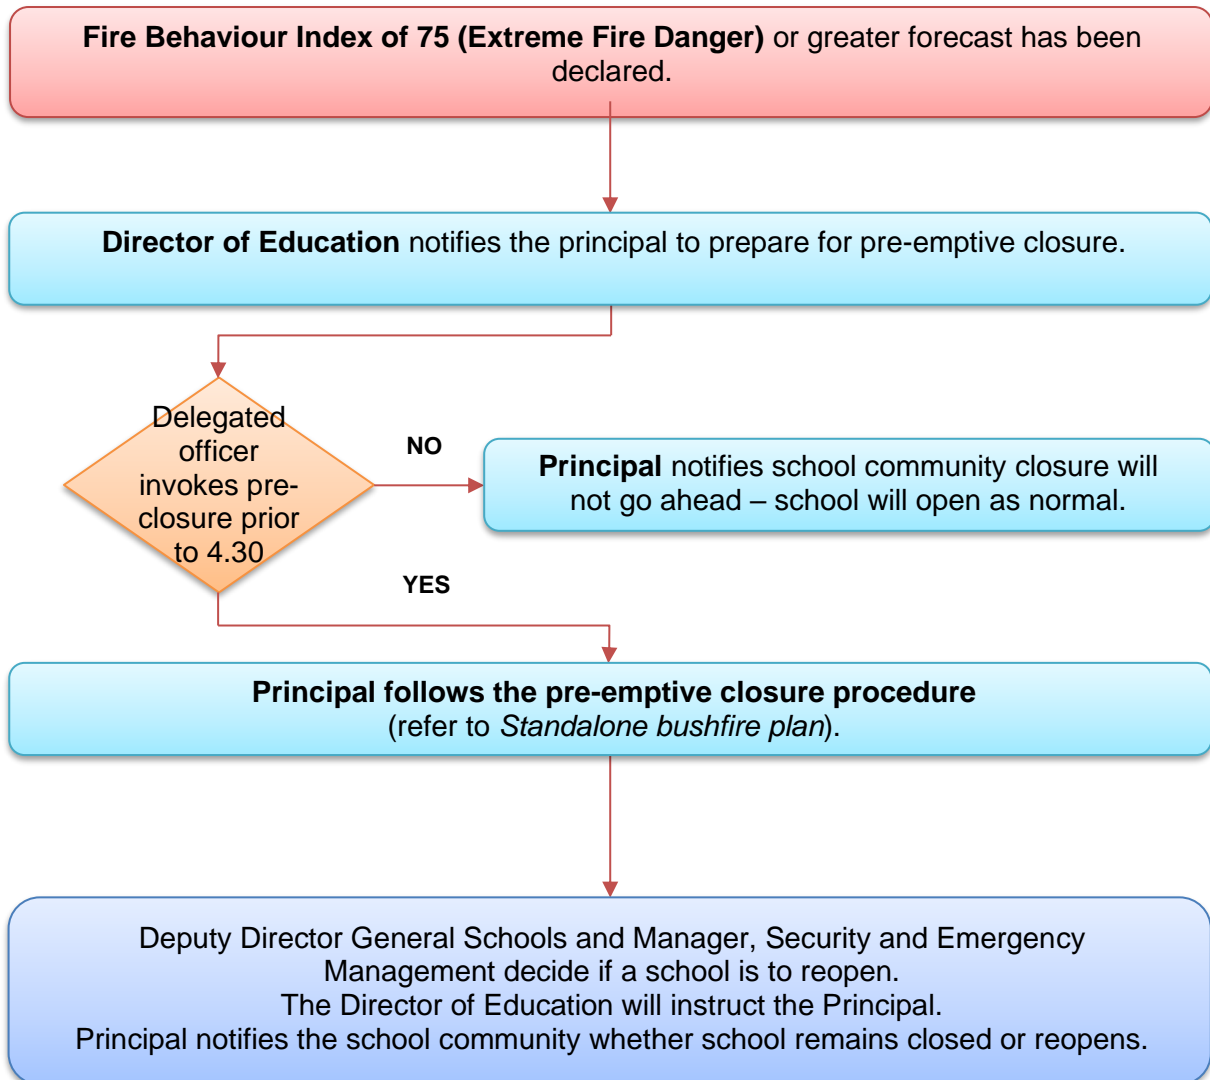 Fire Behaviour Index of 75 (Extreme Fire Danger) or greater forecast has been
declared.
Director of Education notifies the principal to prepare for pre-emptive closure.
Delegated
officer
invokes pre-
closure prior
to 4.30
NO
Principal notifies school community closure will
not go ahead – school will open as normal.
YES
Principal follows the pre-emptive closure procedure
(refer to Standalone bushfire plan).
Deputy Director General Schools and Manager, Security and Emergency
Management decide if a school is to reopen.
The Director of Education will instruct the Principal.
Principal notifies the school community whether school remains closed or reopens.